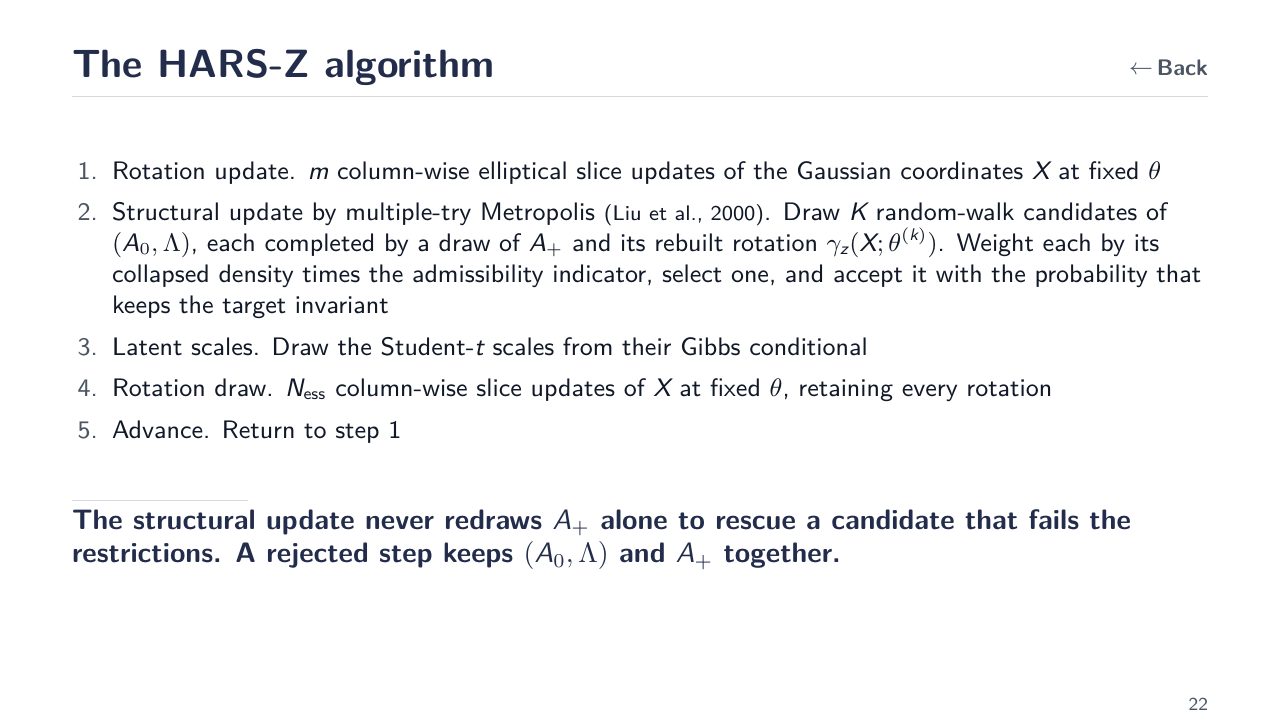 The HARS-Z algorithm
← Back
1. Rotation update. m column-wise elliptical slice updates of the Gaussian coordinates X at fixed θ
2. Structural update by multiple-try Metropolis (Liu et al., 2000). Draw K random-walk candidates of
(A₀, Λ), each completed by a draw of A₊ and its rebuilt rotation γ_z(X; θ⁽ᵏ⁾). Weight each by its
collapsed density times the admissibility indicator, select one, and accept it with the probability that
keeps the target invariant
3. Latent scales. Draw the Student-t scales from their Gibbs conditional
4. Rotation draw. N_ess column-wise slice updates of X at fixed θ, retaining every rotation
5. Advance. Return to step 1
The structural update never redraws A₊ alone to rescue a candidate that fails the
restrictions. A rejected step keeps (A₀, Λ) and A₊ together.
22